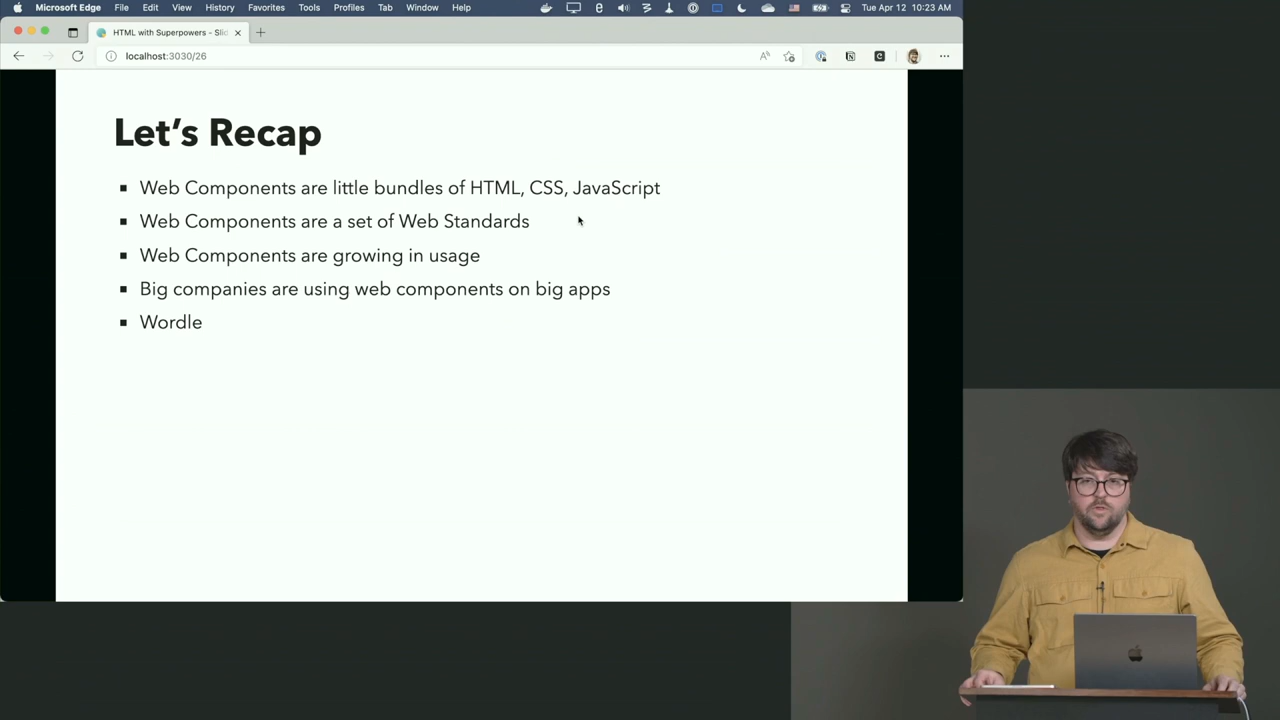 Microsoft Edge File Edit View History Favorites Tools Profiles Tab Window Help Tue Apr 12 10:23 AM
HTML with Superpowers - Sli
localhost:3030/26
Let's Recap
Web Components are little bundles of HTML, CSS, JavaScript
Web Components are a set of Web Standards
Web Components are growing in usage
Big companies are using web components on big apps
Wordle